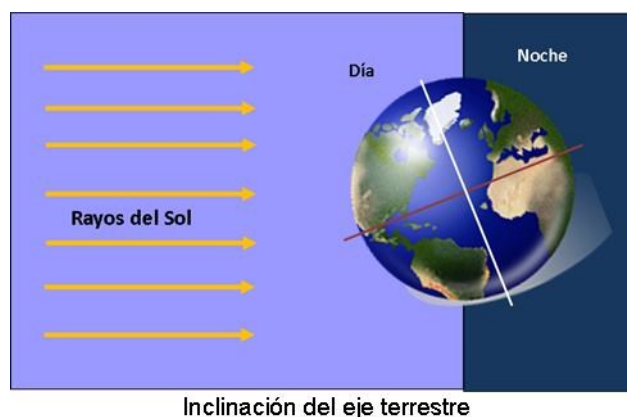 Día
Noche
Rayos del Sol
Inclinación del eje terrestre